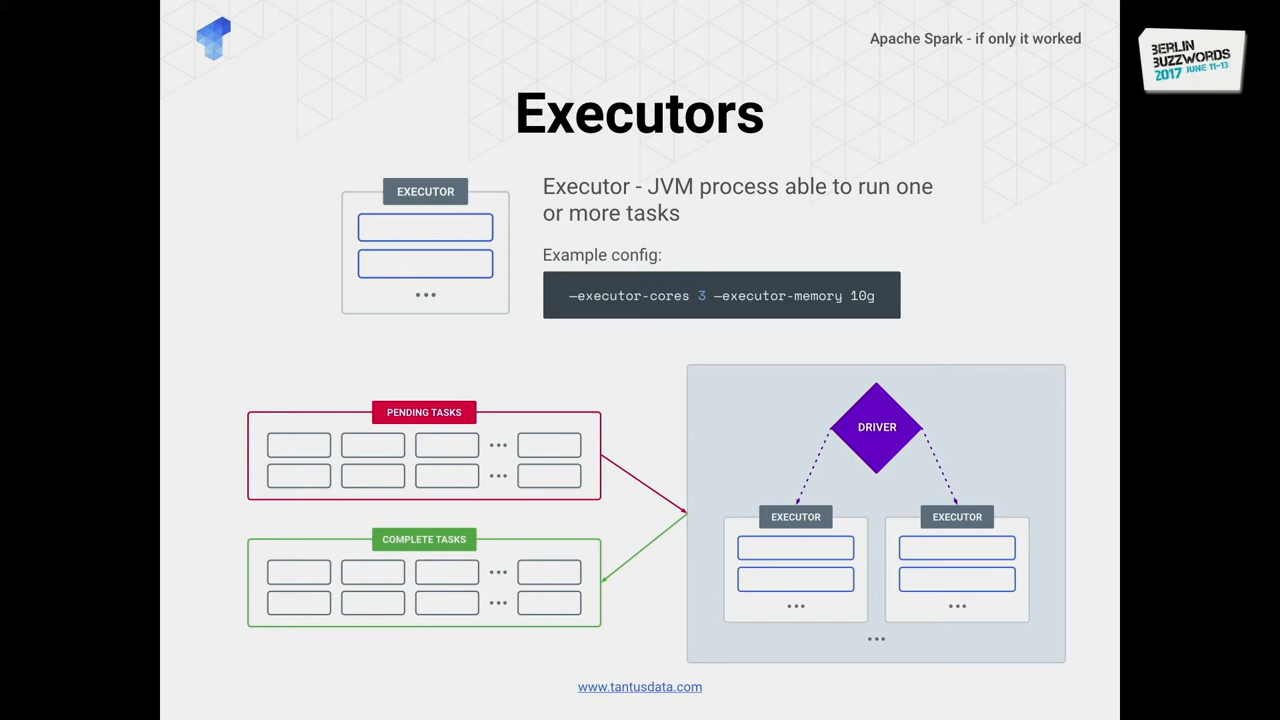 Apache Spark - if only it worked
BERLIN
BUZZWORDS
2017 JUNE 11-13
Executors
EXECUTOR
Executor - JVM process able to run one
or more tasks
Example config:
—executor-cores 3 —executor-memory 10g
PENDING TASKS
COMPLETE TASKS
DRIVER
EXECUTOR
EXECUTOR
www.tantusdata.com